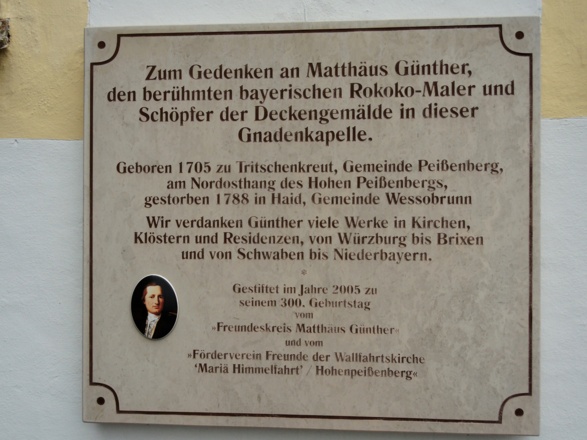 Zum Gedenken an Matthäus Günther,
den berühmten bayerischen Rokoko-Maler und
Schöpfer der Deckengemälde in dieser
Gnadenkapelle.
Geboren 1705 zu Tritschenkreut, Gemeinde Peißenberg,
am Nordosthang des Hohen Peißenbergs,
gestorben 1788 in Haid, Gemeinde Wessobrunn
Wir verdanken Günther viele Werke in Kirchen,
Klöstern und Residenzen, von Würzburg bis Brixen
und von Schwaben bis Niederbayern.
Gestiftet im Jahre 2005 zu
seinem 300. Geburtstag
vom
»Freundeskreis Matthäus Günther«
und vom
»Förderverein Freunde der Wallfahrtskirche
'Mariä Himmelfahrt' / Hohenpeißenberg«